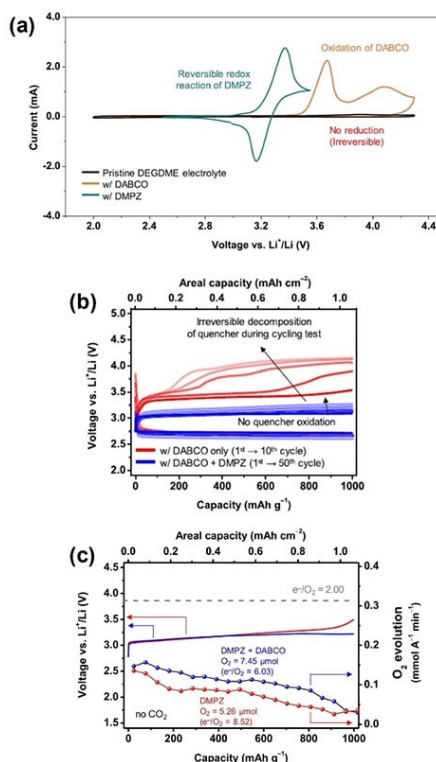 (a)
4.0
2.0
0.0
-2.0
-4.0
Current (mA)
Reversible redox
reaction of DMPZ
Oxidation of DABCO
No reduction
(Irreversible)
Pristine DEGDME electrolyte
w/ DABCO
w/ DMPZ
2.0 2.4 2.8 3.2 3.6 4.0 4.4
Voltage vs. Li⁺/Li (V)
(b)
Areal capacity (mAh cm⁻²)
0.0 0.2 0.4 0.6 0.8 1.0
5.0
4.5
4.0
3.5
3.0
2.5
2.0
Voltage vs. Li⁺/Li (V)
Irreversible decomposition
of quencher during cycling test
No quencher oxidation
w/ DABCO only (1st → 10th cycle)
w/ DABCO + DMPZ (1st → 50th cycle)
0 200 400 600 800 1000
Capacity (mAh g⁻¹)
(c)
Areal capacity (mAh cm⁻²)
0.0 0.2 0.4 0.6 0.8 1.0
4.5
4.0
3.5
3.0
2.5
2.0
1.5
Voltage vs. Li⁺/Li (V)
e⁻/O₂ = 2.00
DMPZ + DABCO
O₂ = 7.45 μmol
(e⁻/O₂ = 6.03)
DMPZ
O₂ = 5.26 μmol
(e⁻/O₂ = 8.52)
no CO₂
0.4
0.3
0.2
0.1
0.0
O₂ evolution
(mmol A⁻¹ min⁻¹)
0 200 400 600 800 1000
Capacity (mAh g⁻¹)